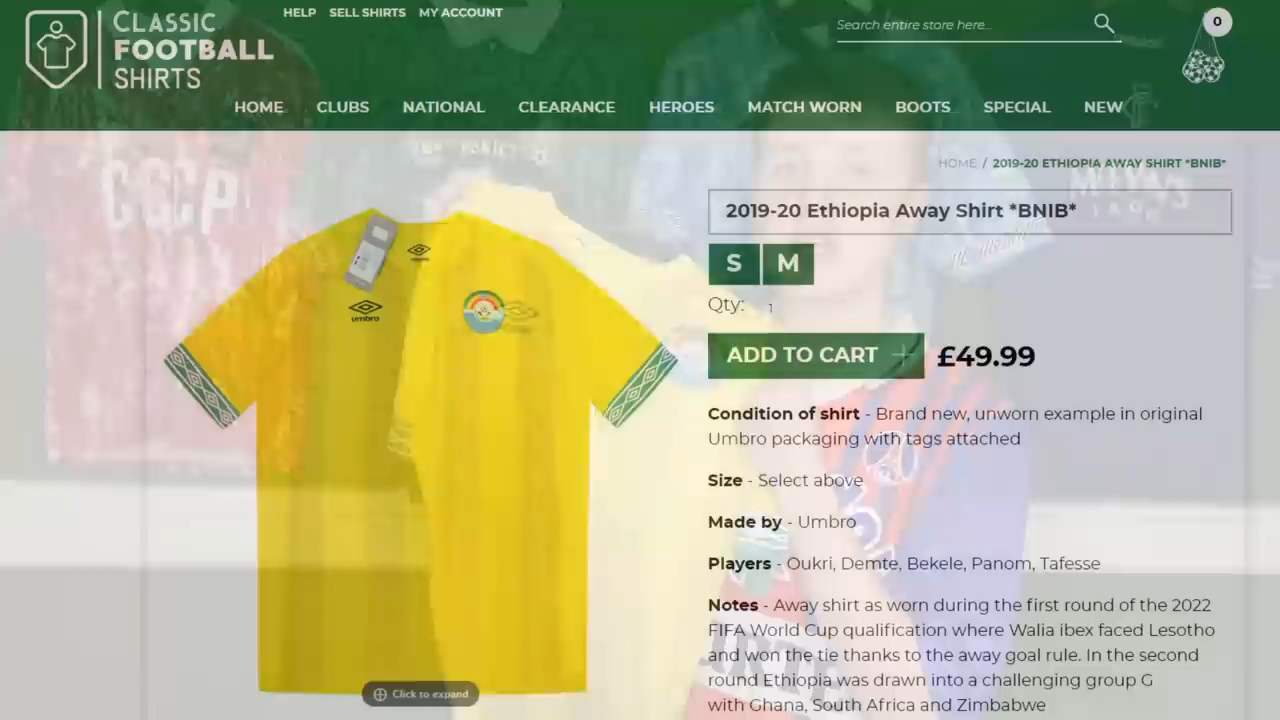 CLASSIC
FOOTBALL
SHIRTS
HELP SELL SHIRTS MY ACCOUNT
Search entire store here...
0
HOME CLUBS NATIONAL CLEARANCE HEROES MATCH WORN BOOTS SPECIAL NEW
HOME / 2019-20 ETHIOPIA AWAY SHIRT *BNIB*
CCCP
umbro
2019-20 Ethiopia Away Shirt *BNIB*
S M
Qty: 1
ADD TO CART + £49.99
Condition of shirt - Brand new, unworn example in original
Umbro packaging with tags attached
Size - Select above
Made by - Umbro
Players - Oukri, Demte, Bekele, Panom, Tafesse
Notes - Away shirt as worn during the first round of the 2022
FIFA World Cup qualification where Walia ibex faced Lesotho
and won the tie thanks to the away goal rule. In the second
round Ethiopia was drawn into a challenging group G
with Ghana, South Africa and Zimbabwe
Click to expand